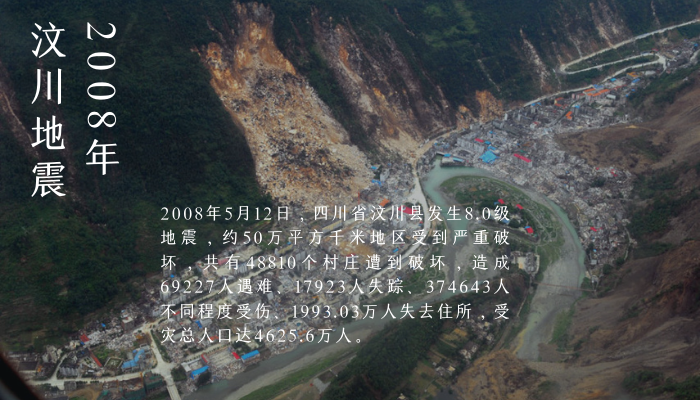 2008年
汶川地震
2008年5月12日，四川省汶川县发生8.0级
地震，约50万平方千米地区受到严重破
坏，共有48810个村庄遭到破坏，造成
69227人遇难、17923人失踪、374643人
不同程度受伤、1993.03万人失去住所，受
灾总人口达4625.6万人。